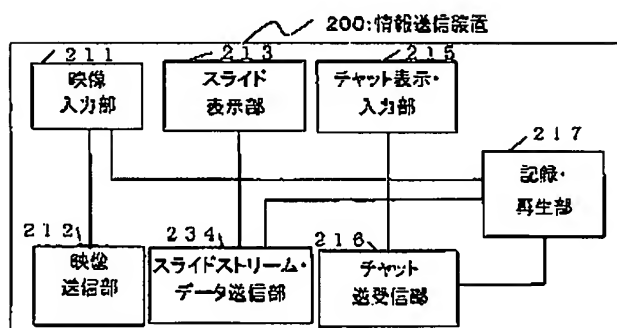 200:情報送信装置
211
映像
入力部
213
スライド
表示部
215
チャット表示・
入力部
217
記録・
再生部
212
映像
送信部
234
スライドストリーム・
データ送信部
216
チャット
送受信部